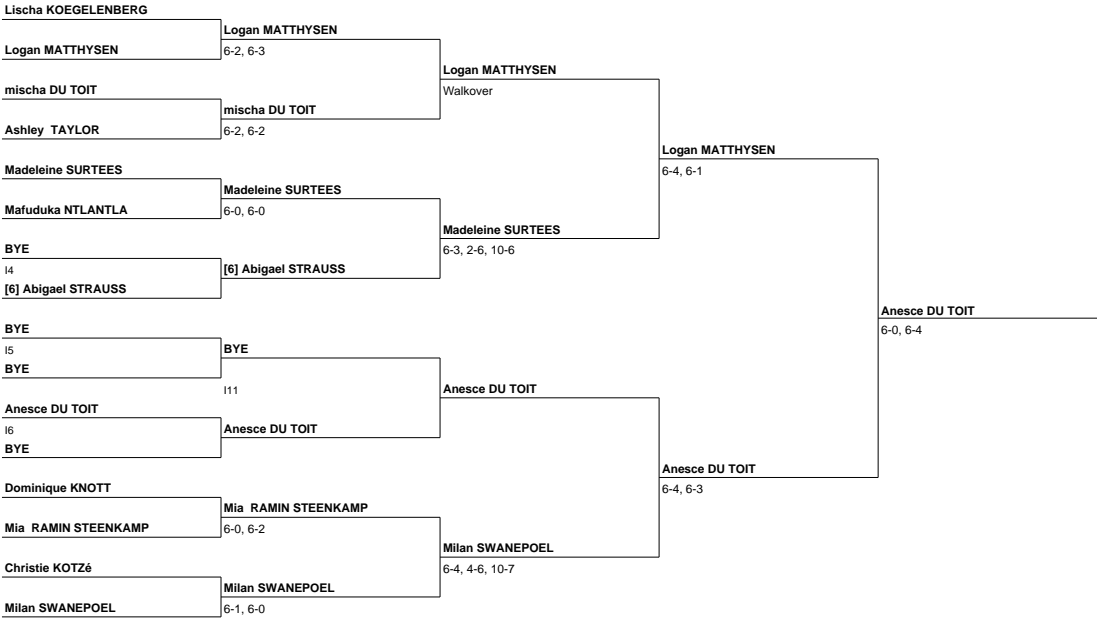 Lischa KOEGELENBERG
Logan MATTHYSEN
mischa DU TOIT
Ashley TAYLOR
Madeleine SURTEES
Mafuduka NTLANTLA
BYE
I4
[6] Abigael STRAUSS
BYE
I5
BYE
Anesce DU TOIT
I6
BYE
Dominique KNOTT
Mia RAMIN STEENKAMP
Christie KOTZé
Milan SWANEPOEL
Logan MATTHYSEN
6-2, 6-3
mischa DU TOIT
6-2, 6-2
Madeleine SURTEES
6-0, 6-0
[6] Abigael STRAUSS
BYE
I11
Anesce DU TOIT
Mia RAMIN STEENKAMP
6-0, 6-2
Milan SWANEPOEL
6-1, 6-0
Logan MATTHYSEN
Walkover
Madeleine SURTEES
6-3, 2-6, 10-6
Anesce DU TOIT
Milan SWANEPOEL
6-4, 4-6, 10-7
Logan MATTHYSEN
6-4, 6-1
Anesce DU TOIT
6-4, 6-3
Anesce DU TOIT
6-0, 6-4